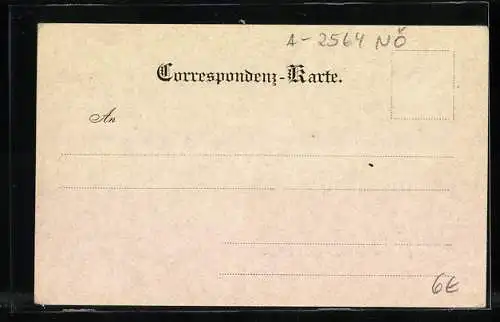 A-2564 NÖ
Correspondenz-Karte.
An
6€